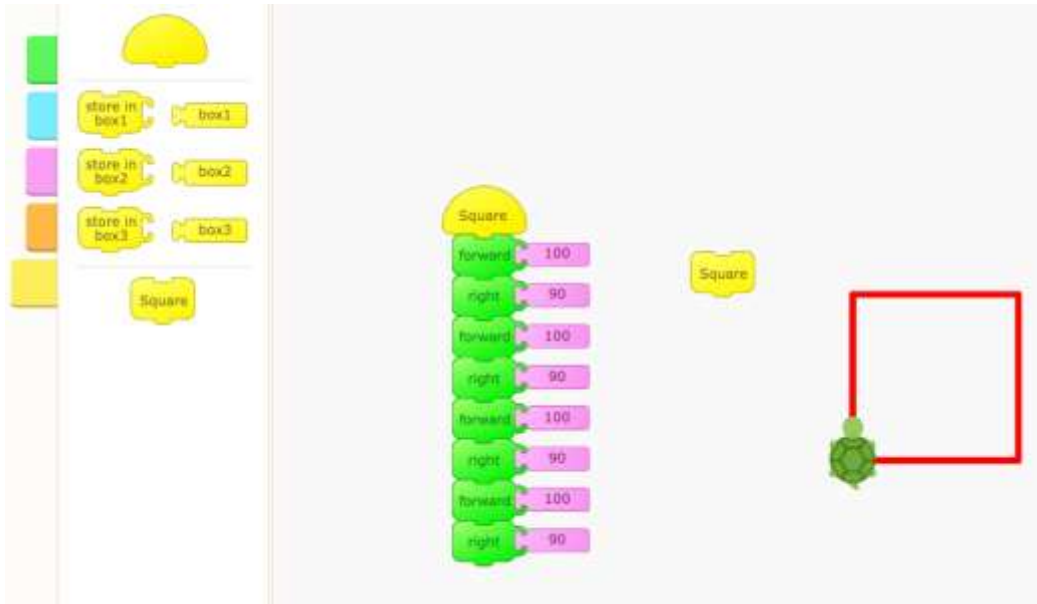 store in
box1
box1
store in
box2
box2
store in
box3
box3
Square
Square
forward 100
right 90
forward 100
right 90
forward 100
right 90
forward 100
right 90
Square